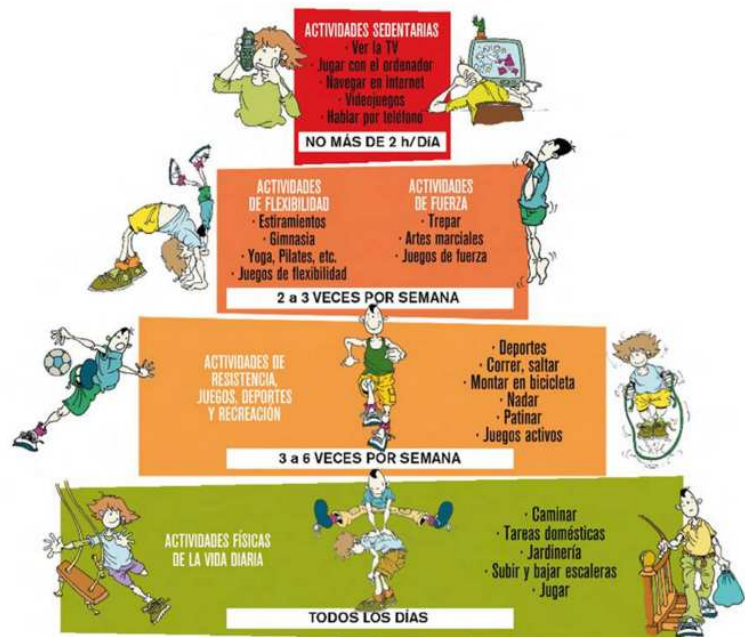 ACTIVIDADES SEDENTARIAS
· Ver la TV
· Jugar con el ordenador
· Navegar en internet
· Videojuegos
· Hablar por teléfono
NO MÁS DE 2 h/DÍA
ACTIVIDADES
DE FLEXIBILIDAD
· Estiramientos
· Gimnasia
· Yoga, Pilates, etc.
· Juegos de flexibilidad
ACTIVIDADES
DE FUERZA
· Trepar
· Artes marciales
· Juegos de fuerza
2 a 3 VECES POR SEMANA
ACTIVIDADES DE
RESISTENCIA,
JUEGOS, DEPORTES
Y RECREACIÓN
· Deportes
· Correr, saltar
· Montar en bicicleta
· Nadar
· Patinar
· Juegos activos
3 a 6 VECES POR SEMANA
ACTIVIDADES FÍSICAS
DE LA VIDA DIARIA
· Caminar
· Tareas domésticas
· Jardinería
· Subir y bajar escaleras
· Jugar
TODOS LOS DÍAS